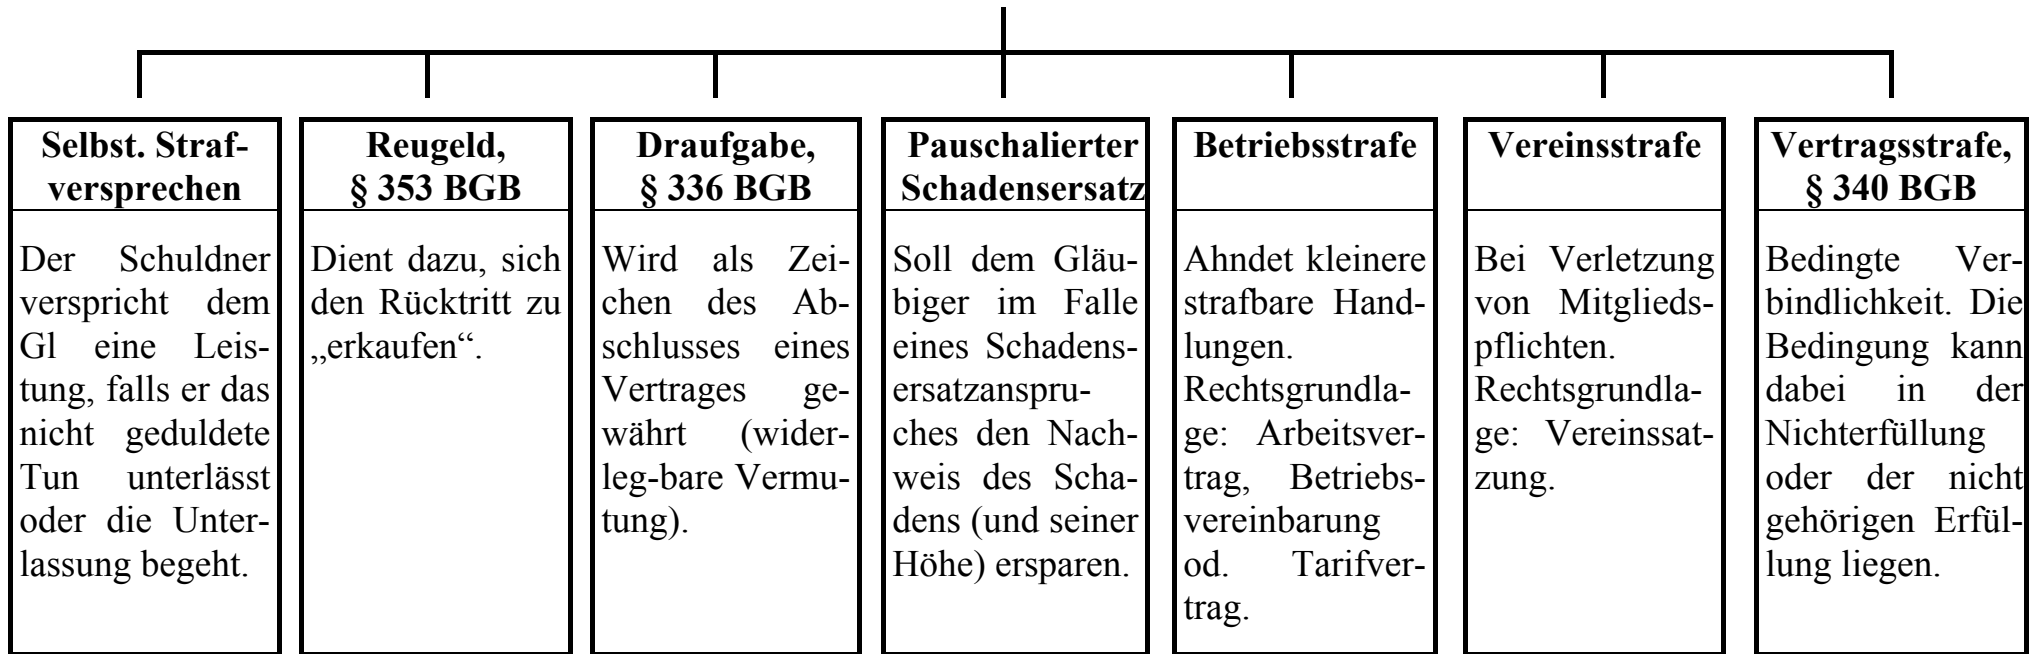 Selbst. Straf-
versprechen
Der Schuldner
verspricht dem
Gl eine Leis-
tung, falls er das
nicht geduldete
Tun unterlässt
oder die Unter-
lassung begeht.
Reugeld,
§ 353 BGB
Dient dazu, sich
den Rücktritt zu
„erkaufen“.
Draufgabe,
§ 336 BGB
Wird als Zei-
chen des Ab-
schlusses eines
Vertrages ge-
währt (wider-
leg-bare Vermu-
tung).
Pauschalierter
Schadensersatz
Soll dem Gläu-
biger im Falle
eines Schadens-
ersatzanspru-
ches den Nach-
weis des Scha-
dens (und seiner
Höhe) ersparen.
Betriebsstrafe
Ahndet kleinere
strafbare Hand-
lungen.
Rechtsgrundla-
ge: Arbeitsver-
trag, Betriebs-
vereinbarung
od. Tarifver-
trag.
Vereinsstrafe
Bei Verletzung
von Mitglieds-
pflichten.
Rechtsgrundla-
ge: Vereinssat-
zung.
Vertragsstrafe,
§ 340 BGB
Bedingte Ver-
bindlichkeit. Die
Bedingung kann
dabei in der
Nichterfüllung
oder der nicht
gehörigen Erfül-
lung liegen.